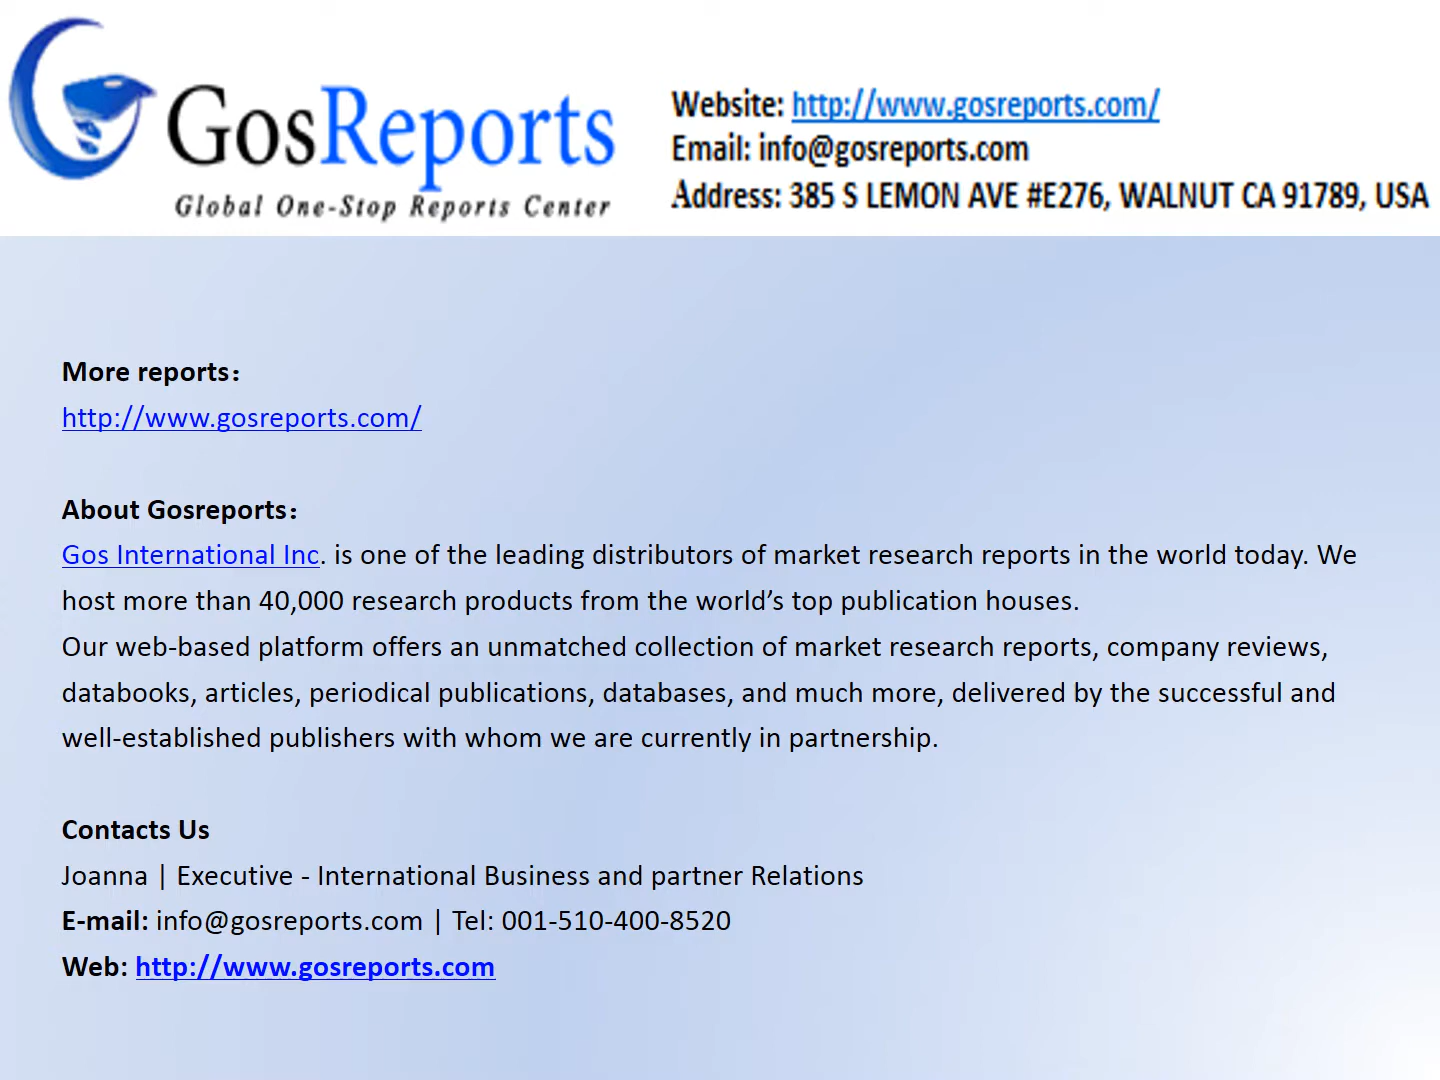 GosReports
Global One-Stop Reports Center
Website: http://www.gosreports.com/
Email: info@gosreports.com
Address: 385 S LEMON AVE #E276, WALNUT CA 91789, USA
More reports：
http://www.gosreports.com/
About Gosreports：
Gos International Inc. is one of the leading distributors of market research reports in the world today. We
host more than 40,000 research products from the world’s top publication houses.
Our web-based platform offers an unmatched collection of market research reports, company reviews,
databooks, articles, periodical publications, databases, and much more, delivered by the successful and
well-established publishers with whom we are currently in partnership.
Contacts Us
Joanna | Executive - International Business and partner Relations
E-mail: info@gosreports.com | Tel: 001-510-400-8520
Web: http://www.gosreports.com